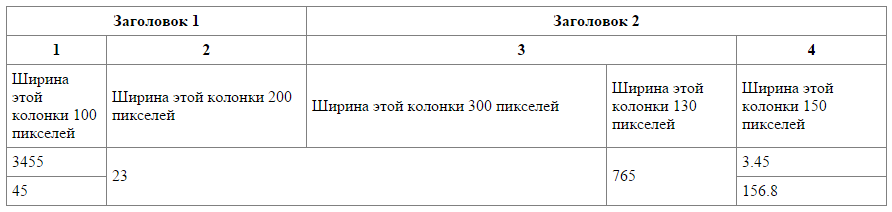 Заголовок 1
Заголовок 2
1
2
3
4
Ширина
этой
колонки 100
пикселей
Ширина этой колонки 200
пикселей
Ширина этой колонки 300 пикселей
Ширина этой
колонки 130
пикселей
Ширина этой
колонки 150
пикселей
3455
23
765
3.45
45
156.8